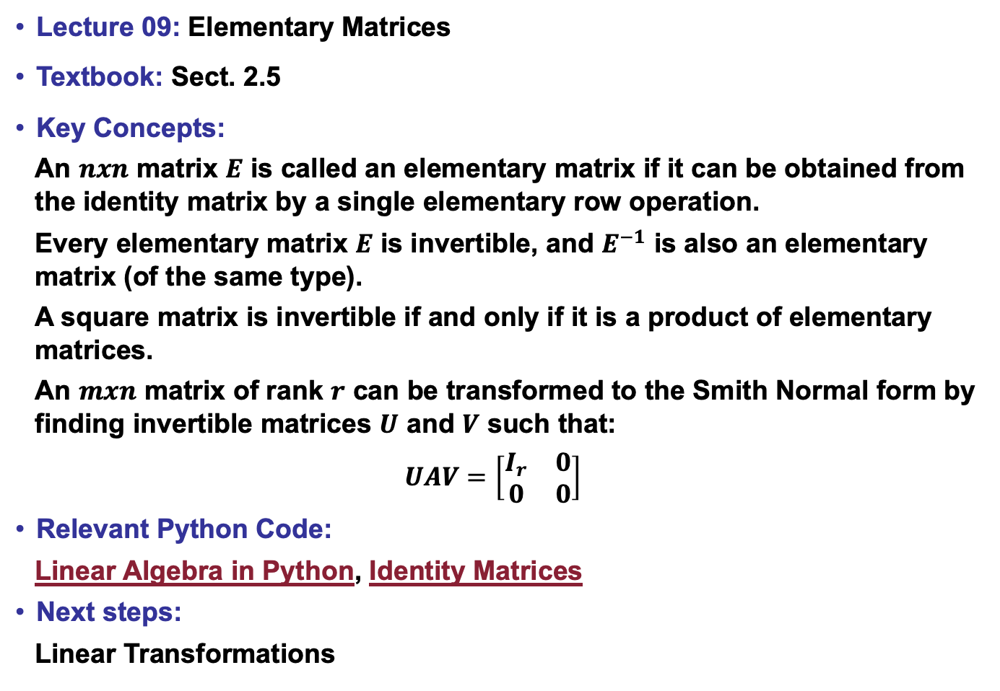 • Lecture 09: Elementary Matrices
• Textbook: Sect. 2.5
• Key Concepts:
An nxn matrix E is called an elementary matrix if it can be obtained from
the identity matrix by a single elementary row operation.
Every elementary matrix E is invertible, and E⁻¹ is also an elementary
matrix (of the same type).
A square matrix is invertible if and only if it is a product of elementary
matrices.
An mxn matrix of rank r can be transformed to the Smith Normal form by
finding invertible matrices U and V such that:
UAV = [Iᵣ 0
0 0]
• Relevant Python Code:
Linear Algebra in Python, Identity Matrices
• Next steps:
Linear Transformations